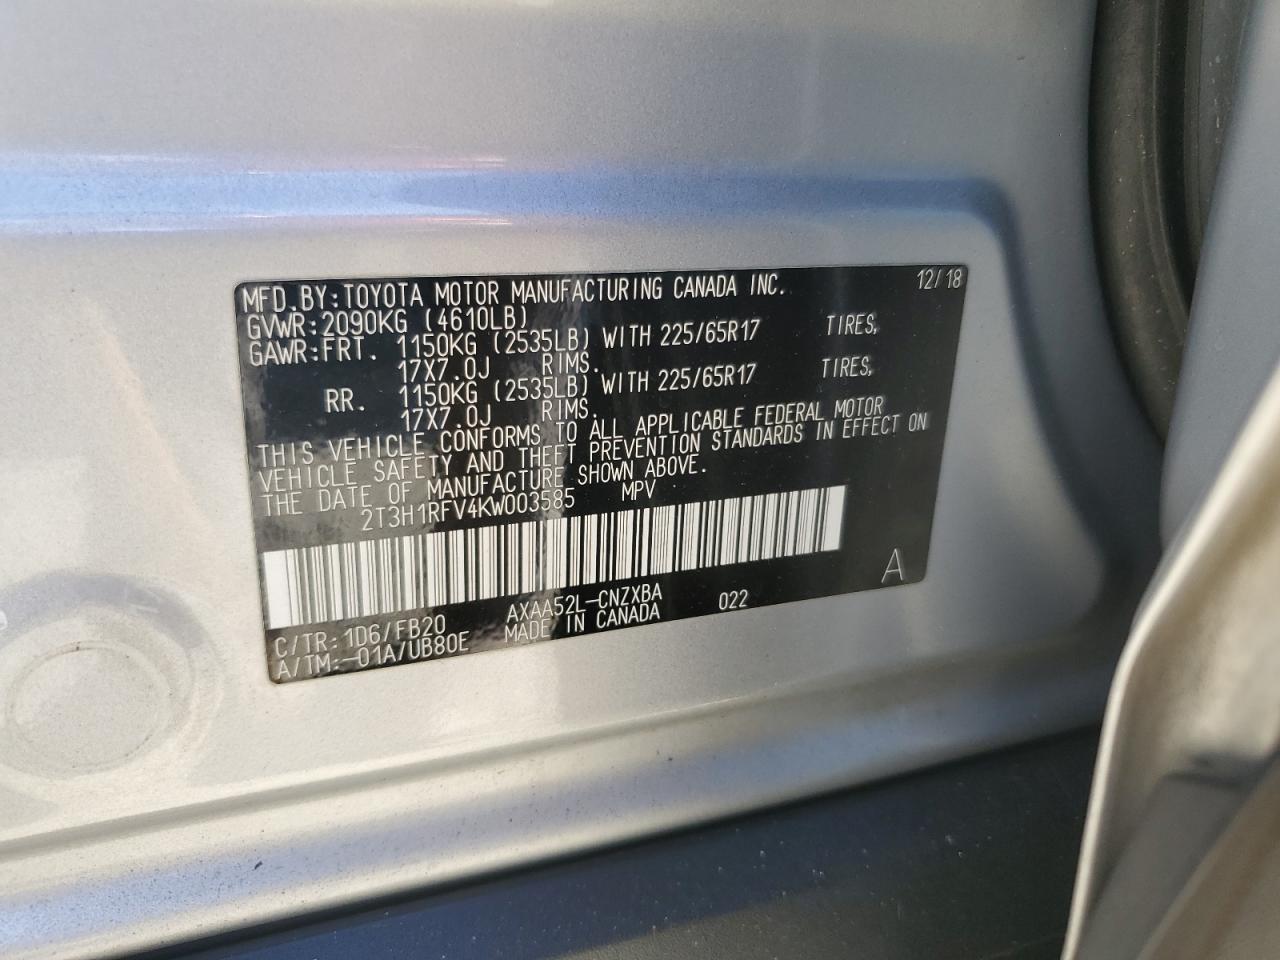 MFD.BY:TOYOTA MOTOR MANUFACTURING CANADA INC. 12/18
GVWR:2090KG (4610LB)
GAWR:FRT. 1150KG (2535LB) WITH 225/65R17 TIRES,
17X7.0J RIMS.
RR. 1150KG (2535LB) WITH 225/65R17 TIRES,
17X7.0J RIMS.
THIS VEHICLE CONFORMS TO ALL APPLICABLE FEDERAL MOTOR
VEHICLE SAFETY AND THEFT PREVENTION STANDARDS IN EFFECT ON
THE DATE OF MANUFACTURE SHOWN ABOVE.
2T3H1RFV4KW003585 MPV
A
C/TR:1D6/FB20 AXAA52L-CNZXBA 022
A/TM:-01A/UB80E MADE IN CANADA